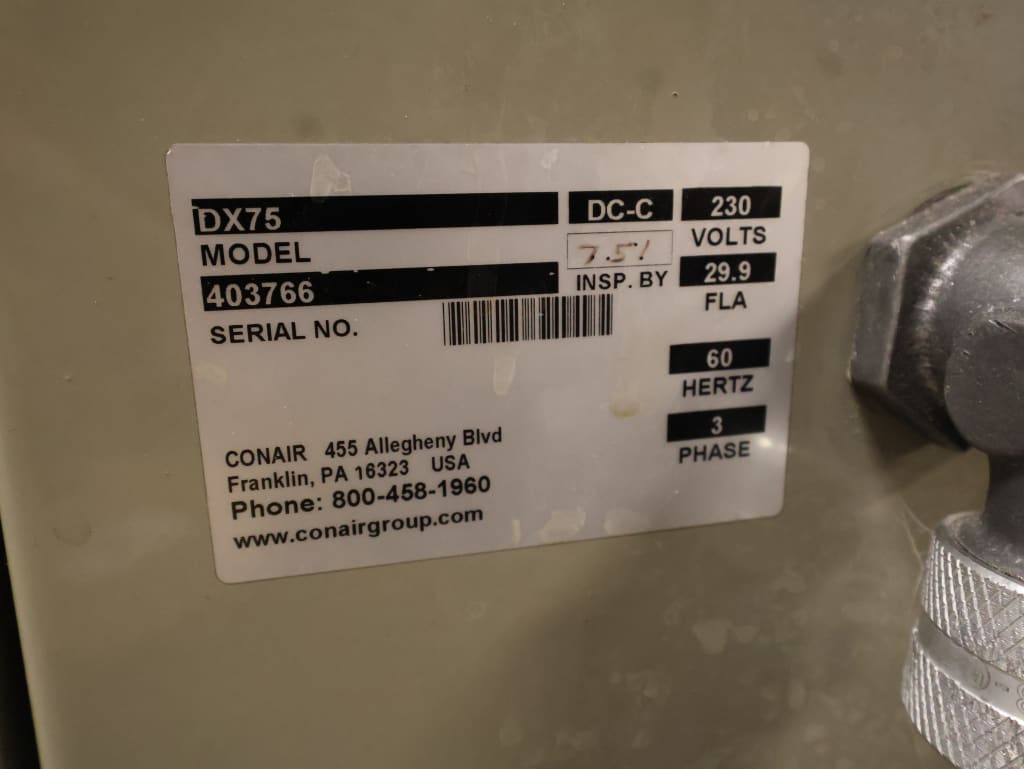 DX75
MODEL
403766
SERIAL NO.
DC-C
7.51
INSP. BY
230
VOLTS
29.9
FLA
60
HERTZ
3
PHASE
CONAIR 455 Allegheny Blvd
Franklin, PA 16323 USA
Phone: 800-458-1960
www.conairgroup.com